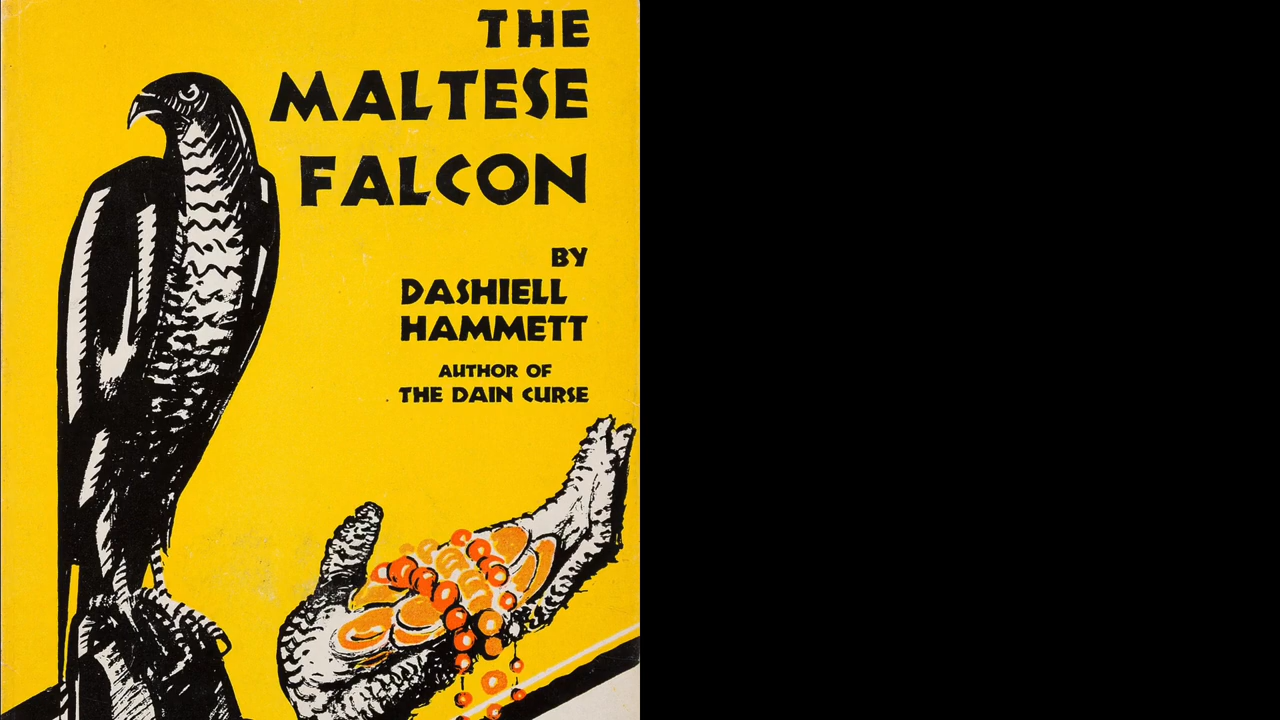 THE
MALTESE
FALCON
BY
DASHIELL
HAMMETT
AUTHOR OF
THE DAIN CURSE